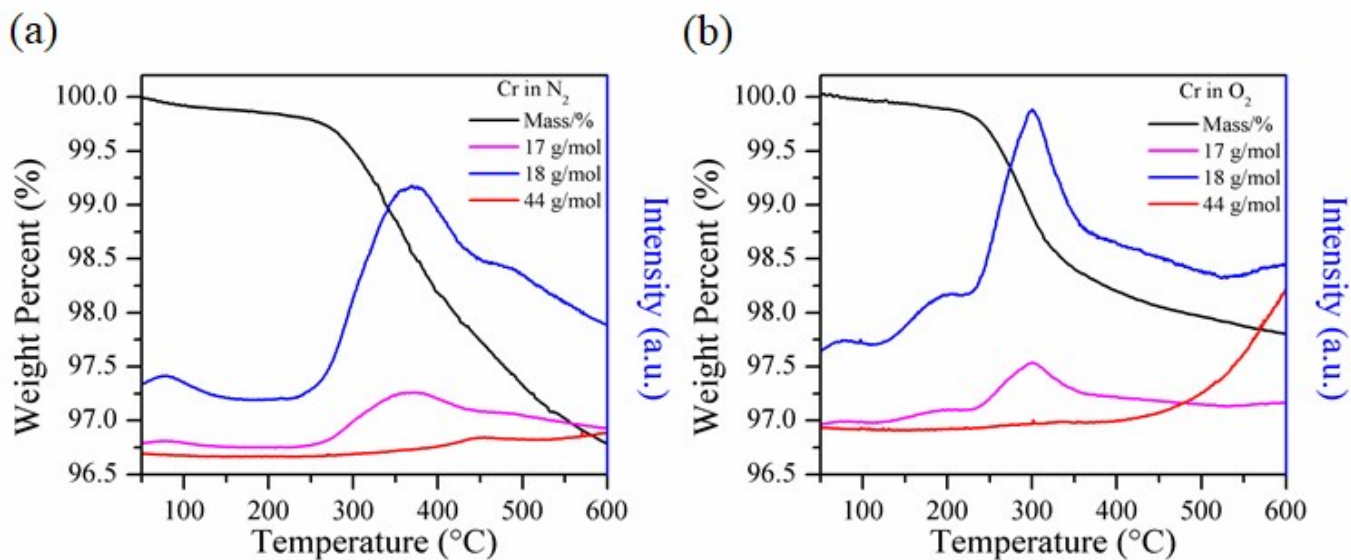 (a)
Weight Percent (%)
100.0
99.5
99.0
98.5
98.0
97.5
97.0
96.5
Cr in N₂
Mass/%
17 g/mol
18 g/mol
44 g/mol
Intensity (a.u.)
100 200 300 400 500 600
Temperature (°C)
(b)
Weight Percent (%)
100.0
99.5
99.0
98.5
98.0
97.5
97.0
96.5
Cr in O₂
Mass/%
17 g/mol
18 g/mol
44 g/mol
Intensity (a.u.)
100 200 300 400 500 600
Temperature (°C)